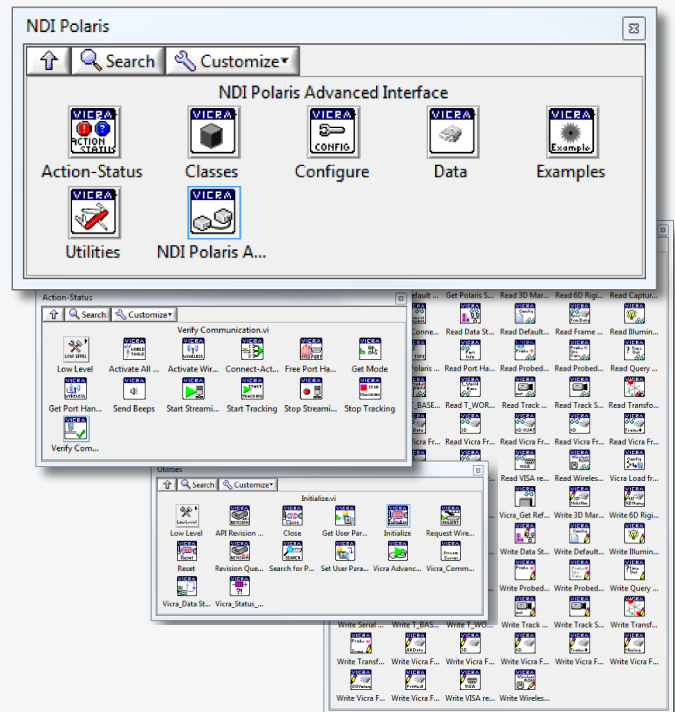 NDI Polaris
Search Customize
NDI Polaris Advanced Interface
VICRA VICRA VICRA VICRA VICRA
ACTION STATUS CONFIG Example
Action-Status Classes Configure Data Examples
VICRA VICRA
Utilities NDI Polaris A...
Action-Status
Search Customize
Verify Communication.vi
Low Level Activate All ... Activate Wir... Connect-Act... Free Port Ha... Get Mode
Get Port Han... Send Beeps Start Streami... Start Tracking Stop Streami... Stop Tracking
Verify Com...
Utilities
Search Customize
Initialize.vi
Low Level API Revision ... Close Get User Par... Initialize Request Wire...
Reset Revision Que... Search for P... Set User Para... Vicra Advanc... Vicra_Comm...
Vicra_Data St... Vicra_Status_...
efault ... Get Polaris S... Read 3D Mar... Read 6D Rigi... Read Captur...
Conne... Read Data St... Read Default... Read Frame ... Read Illumin...
olaris ... Read Port Ha... Read Probed... Read Probed... Read Query ...
_BASE... Read T_WOR... Read Track ... Read Track S... Read Transfo...
icra Fr... Read Vicra Fr... Read Vicra Fr... Read Vicra Fr... Read Vicra Fr...
Read VISA re... Read Wireles... Vicra Load fr...
Vicra_Get Ref... Write 3D Mar... Write 6D Rigi...
Write Data St... Write Default... Write Illumin...
Write Probed... Write Probed... Write Query ...
Write Serial ... Write T_BAS... Write T_WO... Write Track ... Write Track S... Write Transf...
Write Transf... Write Vicra F... Write Vicra F... Write Vicra F... Write Vicra F... Write Vicra F...
Write Vicra F... Write Vicra F... Write VISA re... Write Wireles...